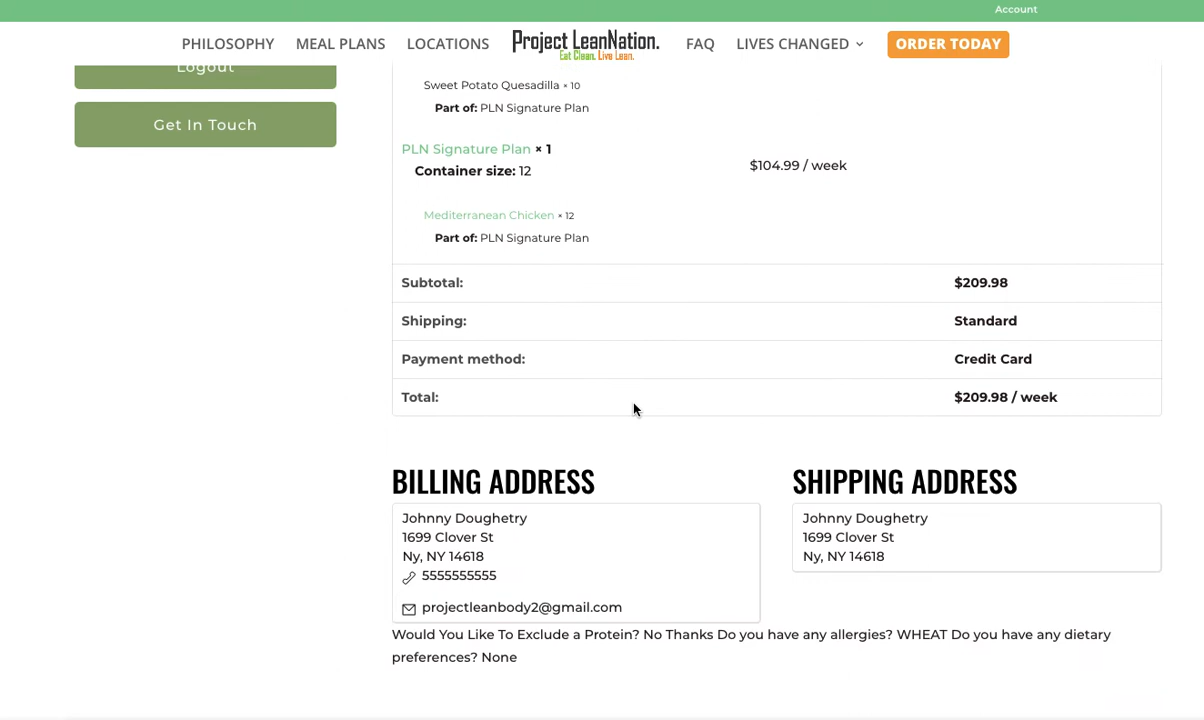 Account
PHILOSOPHY MEAL PLANS LOCATIONS Project LeanNation. FAQ LIVES CHANGED ORDER TODAY
Eat Clean. Live Lean.
Logout
Get In Touch
Sweet Potato Quesadilla × 10
Part of: PLN Signature Plan
PLN Signature Plan × 1
Container size: 12
$104.99 / week
Mediterranean Chicken × 12
Part of: PLN Signature Plan
Subtotal: $209.98
Shipping: Standard
Payment method: Credit Card
Total: $209.98 / week
BILLING ADDRESS
Johnny Doughetry
1699 Clover St
Ny, NY 14618
5555555555
projectleanbody2@gmail.com
SHIPPING ADDRESS
Johnny Doughetry
1699 Clover St
Ny, NY 14618
Would You Like To Exclude a Protein? No Thanks Do you have any allergies? WHEAT Do you have any dietary
preferences? None